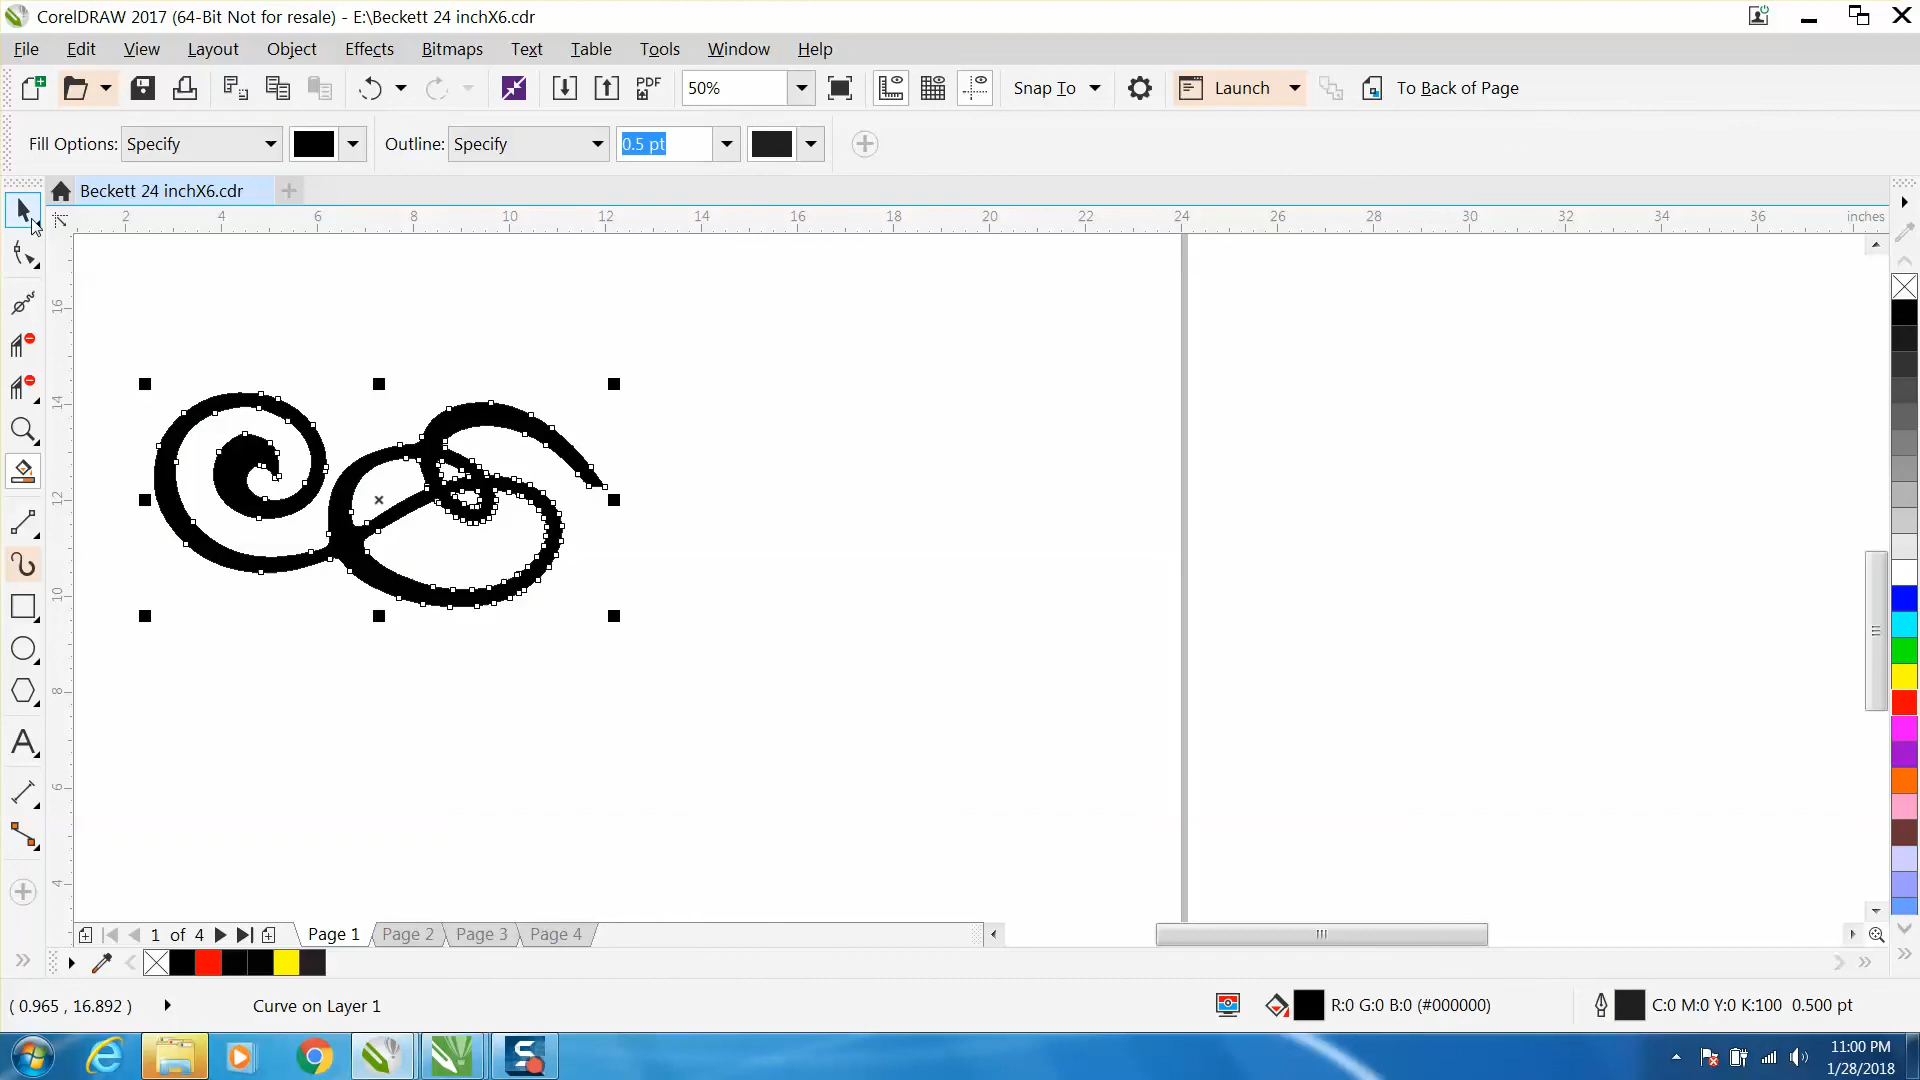 CorelDRAW 2017 (64-Bit Not for resale) - E:\Beckett 24 inchX6.cdr
File Edit View Layout Object Effects Bitmaps Text Table Tools Window Help
PDF 50% Snap To Launch To Back of Page
Fill Options: Specify Outline: Specify 0.5 pt
Beckett 24 inchX6.cdr
2 4 6 8 10 12 14 16 18 20 22 24 26 28 30 32 34 36 inches
16
14
12
10
8
6
4
1 of 4 Page 1 Page 2 Page 3 Page 4
( 0.965 , 16.892 ) Curve on Layer 1 R:0 G:0 B:0 (#000000) C:0 M:0 Y:0 K:100 0.500 pt
11:00 PM
1/28/2018